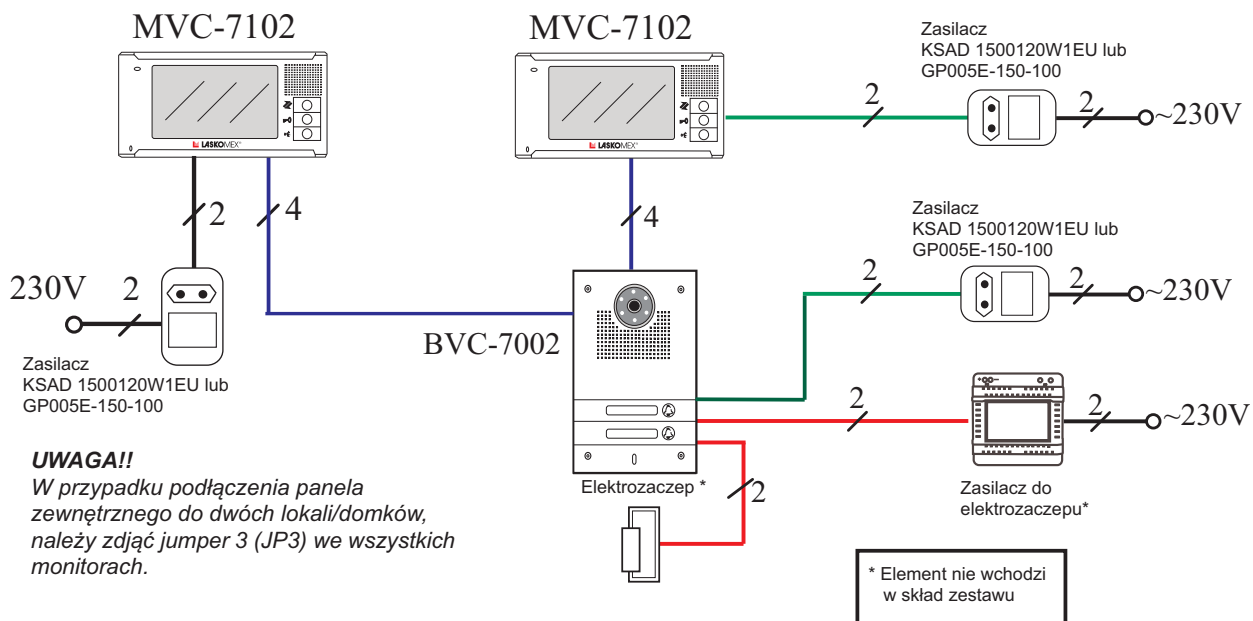 MVC-7102
MVC-7102
Zasilacz
KSAD 1500120W1EU lub
GP005E-150-100
LASKOMEX
LASKOMEX
2
2
~230V
2
4
4
Zasilacz
KSAD 1500120W1EU lub
GP005E-150-100
230V
2
2
2
~230V
BVC-7002
Zasilacz
KSAD 1500120W1EU lub
GP005E-150-100
2
2
~230V
UWAGA!!
W przypadku podłączenia panela
zewnętrznego do dwóch lokali/domków,
należy zdjąć jumper 3 (JP3) we wszystkich
monitorach.
Elektrozaczep *
2
Zasilacz do
elektrozaczepu*
* Element nie wchodzi
w skład zestawu